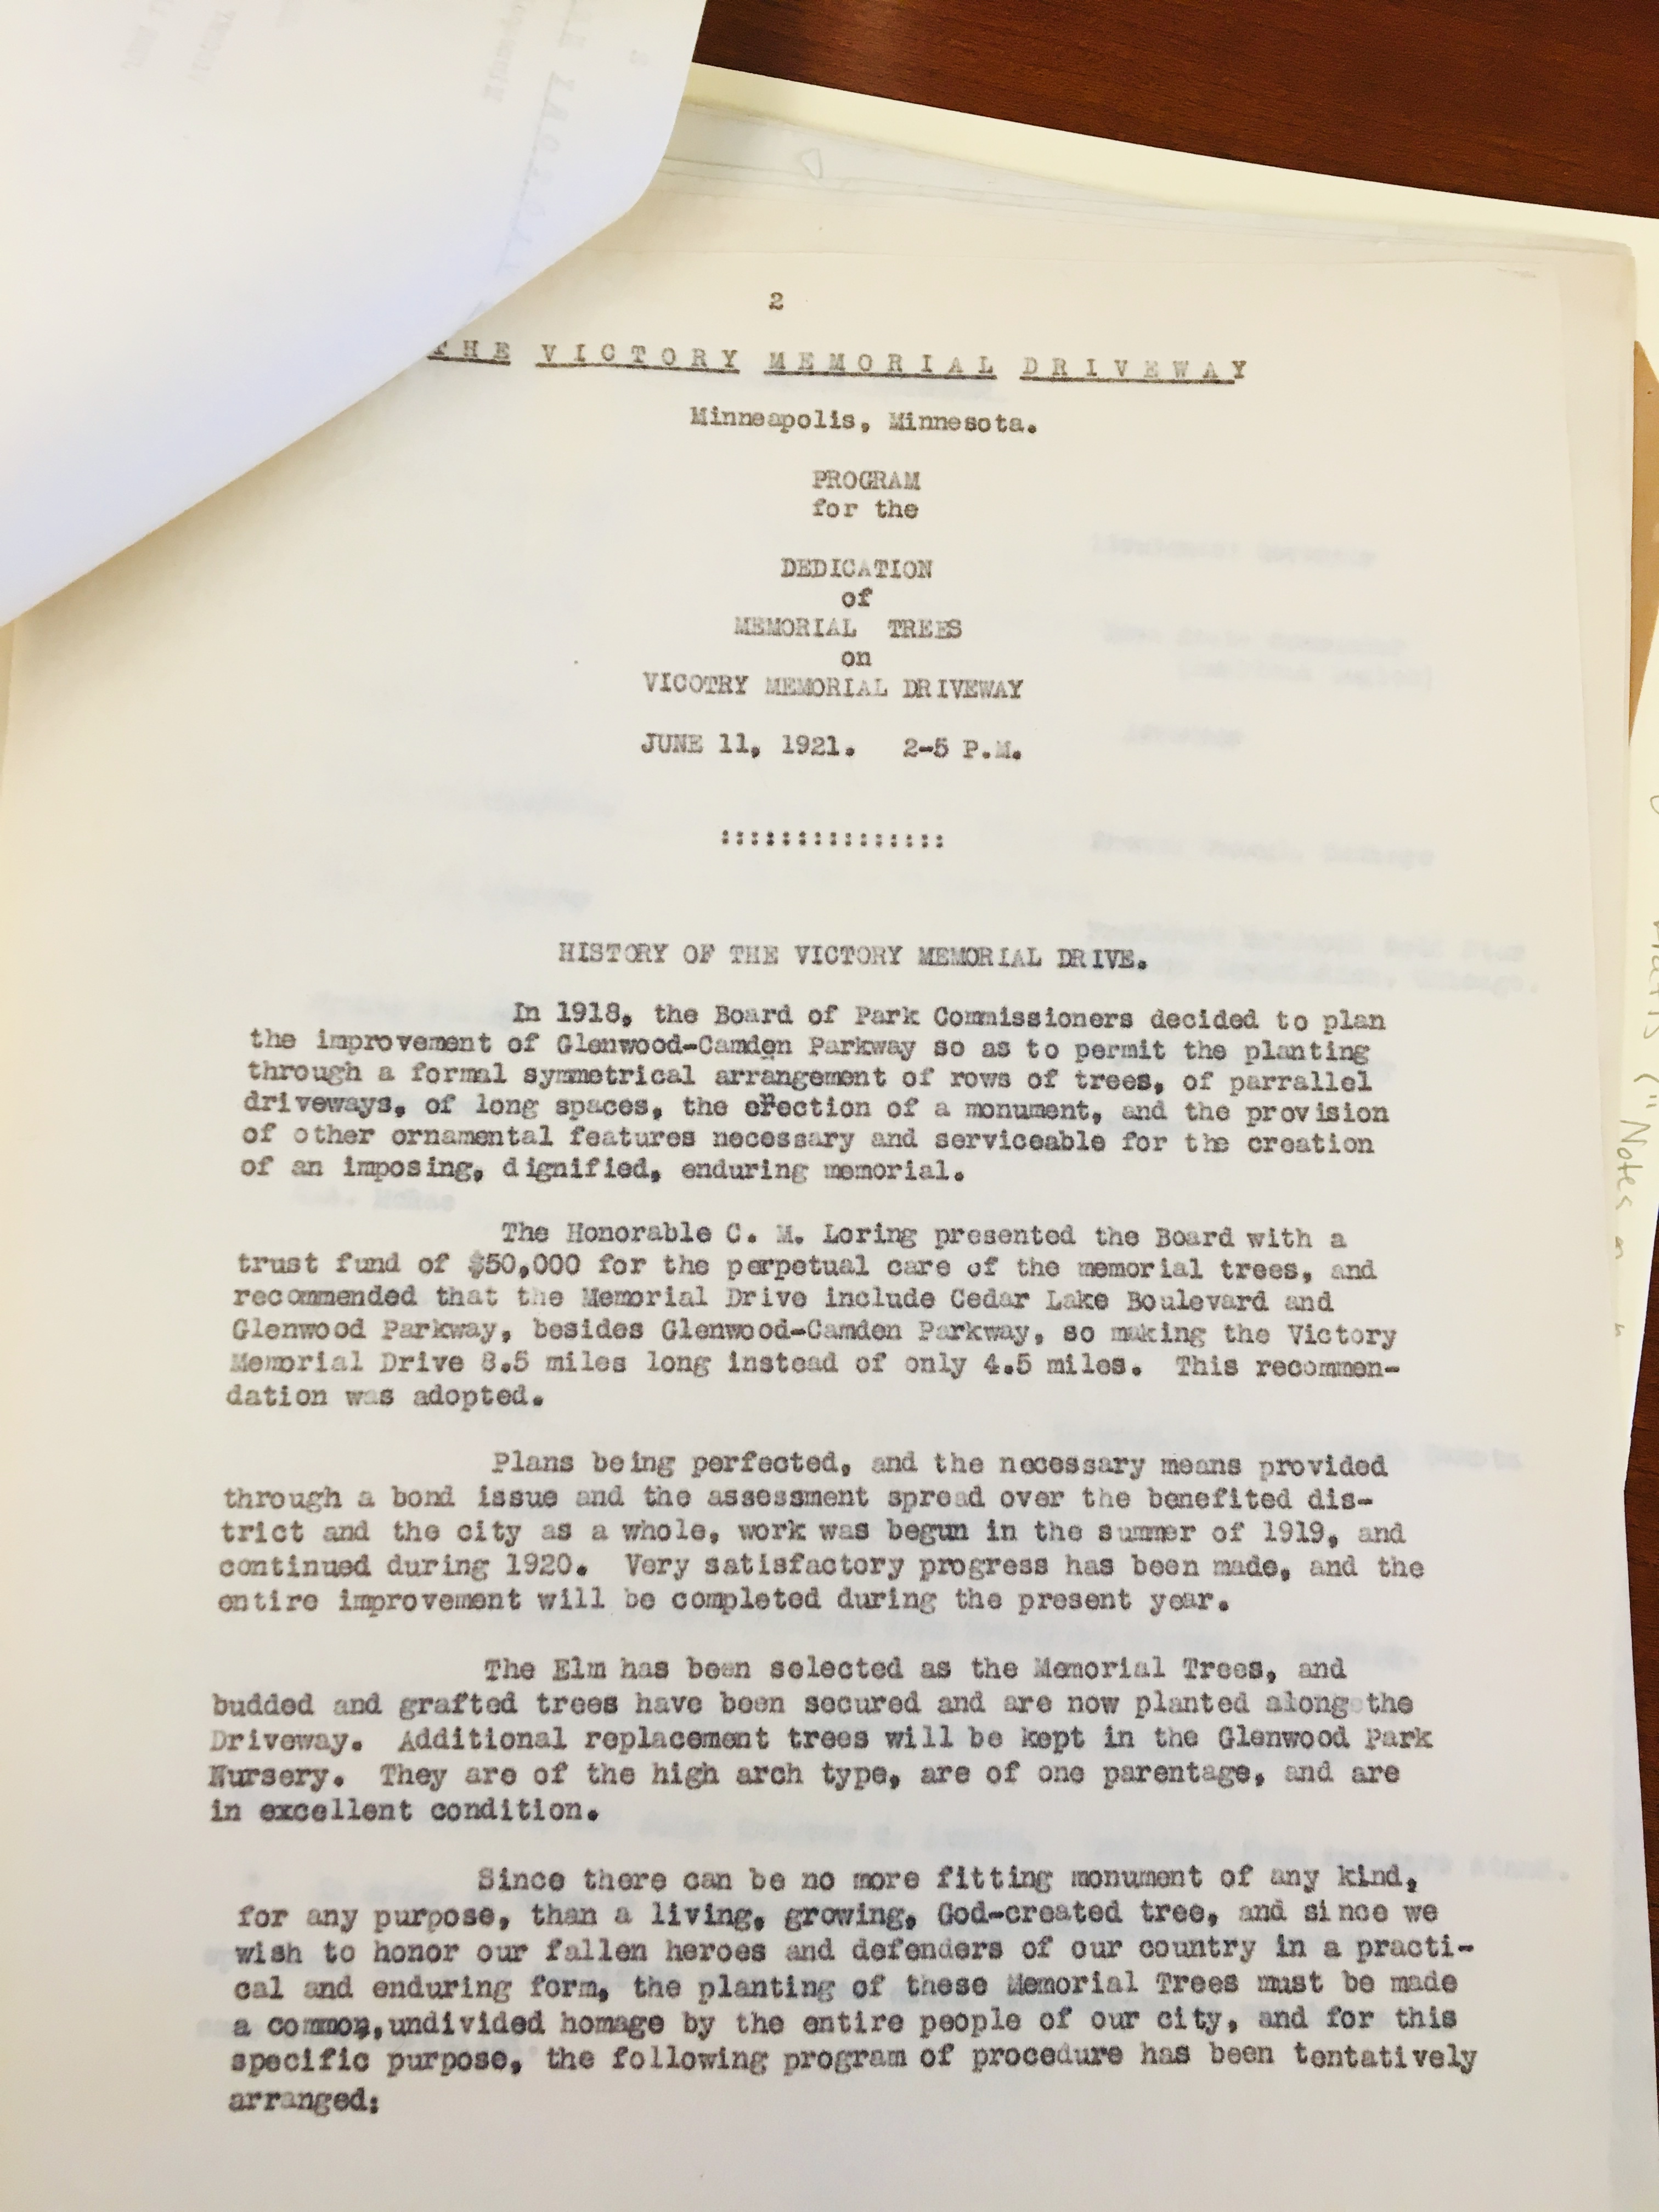 2
THE VICTORY MEMORIAL DRIVEWAY
Minneapolis, Minnesota.
PROGRAM
for the
DEDICATION
of
MEMORIAL TREES
on
VICOTRY MEMORIAL DRIVEWAY
JUNE 11, 1921. 2-5 P.M.
:::::::::::::::
HISTORY OF THE VICTORY MEMORIAL DRIVE.
In 1918, the Board of Park Commissioners decided to plan
the improvement of Glenwood-Camden Parkway so as to permit the planting
through a formal symmetrical arrangement of rows of trees, of parrallel
driveways, of long spaces, the erection of a monument, and the provision
of other ornamental features necessary and serviceable for the creation
of an imposing, dignified, enduring memorial.
The Honorable C. M. Loring presented the Board with a
trust fund of $50,000 for the perpetual care of the memorial trees, and
recommended that the Memorial Drive include Cedar Lake Boulevard and
Glenwood Parkway, besides Glenwood-Camden Parkway, so making the Victory
Memorial Drive 8.5 miles long instead of only 4.5 miles. This recommen-
dation was adopted.
Plans being perfected, and the necessary means provided
through a bond issue and the assessment spread over the benefited dis-
trict and the city as a whole, work was begun in the summer of 1919, and
continued during 1920. Very satisfactory progress has been made, and the
entire improvement will be completed during the present year.
The Elm has been selected as the Memorial Trees, and
budded and grafted trees have been secured and are now planted along the
Driveway. Additional replacement trees will be kept in the Glenwood Park
Nursery. They are of the high arch type, are of one parentage, and are
in excellent condition.
Since there can be no more fitting monument of any kind,
for any purpose, than a living, growing, God-created tree, and since we
wish to honor our fallen heroes and defenders of our country in a practi-
cal and enduring form, the planting of these Memorial Trees must be made
a common, undivided homage by the entire people of our city, and for this
specific purpose, the following program of procedure has been tentatively
arranged:
("Notes on